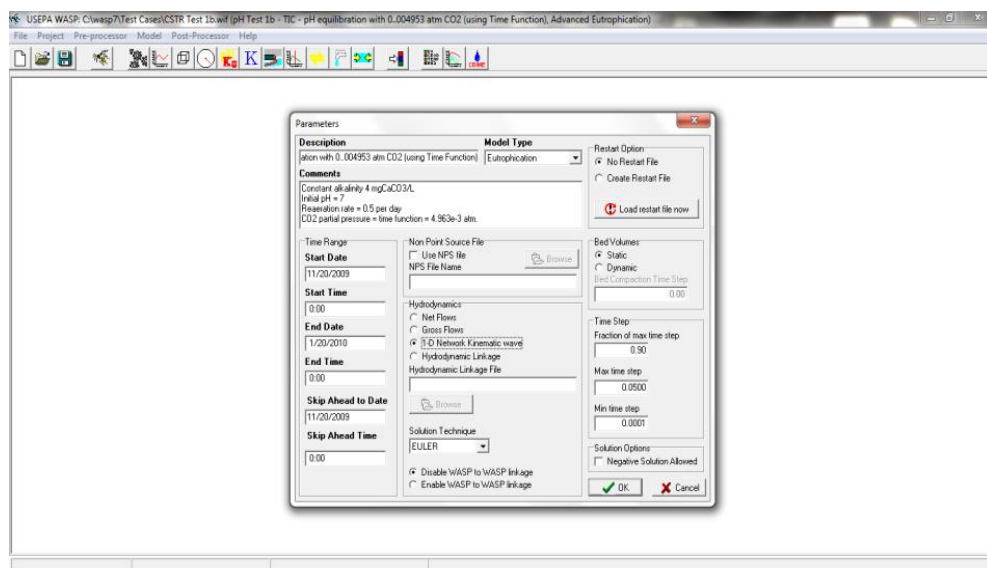 USEPA WASP: C:\wasp7\Test Cases\CSTR Test 1b.wif (pH Test 1b - TIC - pH equilibration with 0..004953 atm CO2 (using Time Function), Advanced Eutrophication)
File Project Pre-processor Model Post-Processor Help
K
Parameters
Description
ation with 0..004953 atm CO2 (using Time Function)
Model Type
Eutrophication
Comments
Constant alkalinity 4 mgCaCO3/L
Initial pH = 7
Reaeration rate = 0.5 per day
CO2 partial pressure = time function = 4.963e-3 atm.
Restart Option
No Restart File
Create Restart File
Load restart file now
Time Range
Start Date
11/20/2009
Start Time
0:00
End Date
1/20/2010
End Time
0:00
Skip Ahead to Date
11/20/2009
Skip Ahead Time
0:00
Non Point Source File
Use NPS file
Browse
NPS File Name
Hydrodynamics
Net Flows
Gross Flows
1-D Network Kinematic wave
Hydrodynamic Linkage
Hydrodynamic Linkage File
Browse
Solution Technique
EULER
Disable WASP to WASP linkage
Enable WASP to WASP linkage
Bed Volumes
Static
Dynamic
Bed Compaction Time Step
0.00
Time Step
Fraction of max time step
0.90
Max time step
0.0500
Min time step
0.0001
Solution Options
Negative Solution Allowed
OK
Cancel